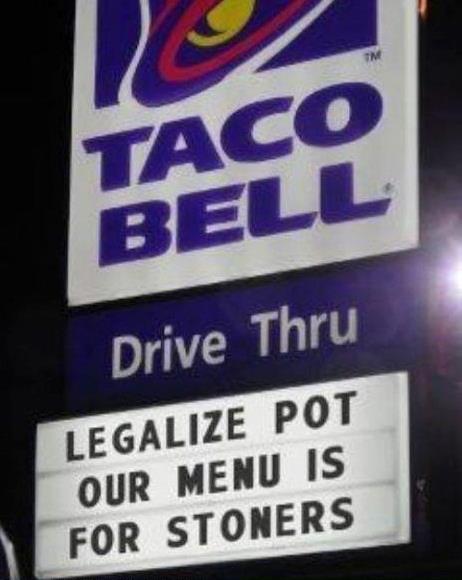 TM
TACO
BELL
Drive Thru
LEGALIZE POT
OUR MENU IS
FOR STONERS